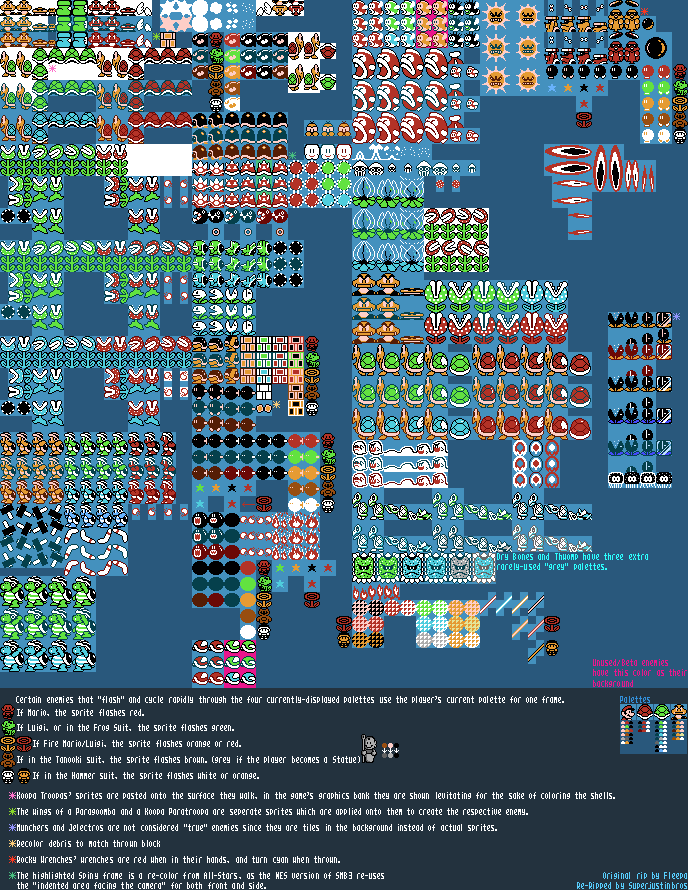 Dry Bones and Thwomp have three extra
rarely-used "grey" palettes.
Unused/Beta enemies
have this color as their
background
Certain enemies that "flash" and cycle rapidly through the four currently-displayed palettes use the player's current palette for one frame.
Palettes
If Mario, the sprite flashes red.
If Luigi, or in the Frog Suit, the sprite flashes green.
If Fire Mario/Luigi, the sprite flashes orange or red.
If in the Tanooki suit, the sprite flashes brown. (grey if the player becomes a Statue)
If in the Hammer suit, the sprite flashes white or orange.
Koopa Troopas' sprites are pasted onto the surface they walk, in the game's graphics bank they are shown levitating for the sake of coloring the shells.
The wings of a Paragoomba and a Koopa Paratroopa are seperate sprites which are applied onto them to create the respective enemy.
Munchers and Jelectros are not considered "true" enemies since they are tiles in the background instead of actual sprites.
Recolor debris to match thrown block
Rocky Wrenches' wrenches are red when in their hands, and turn cyan when thrown.
The highlighted Spiny frame is a re-color from All-Stars, as the NES version of SMB3 re-uses
the "indented area facing the camera" for both front and side.
Original rip by Fleepa
Re-Ripped by Superjustinbros